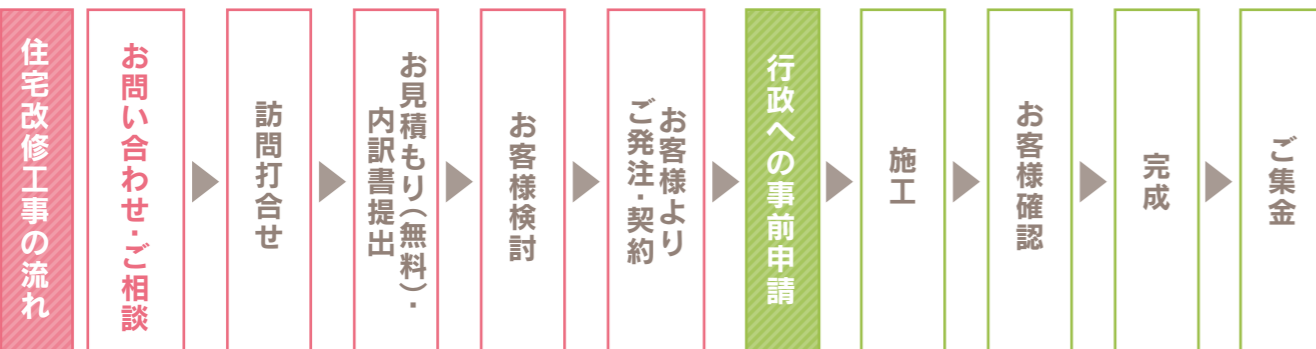 住宅改修工事の流れ
お問い合わせ・ご相談
訪問打合せ
お見積もり(無料)・
内訳書提出
お客様検討
お客様より
ご発注・契約
行政への事前申請
施工
お客様確認
完成
ご集金